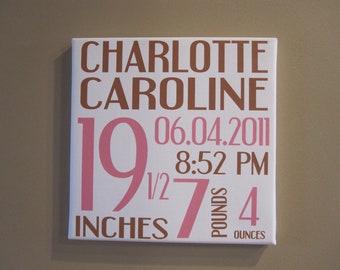 CHARLOTTE
CAROLINE
19 1/2 INCHES
06.04.2011
8:52 PM
7 POUNDS
4 OUNCES